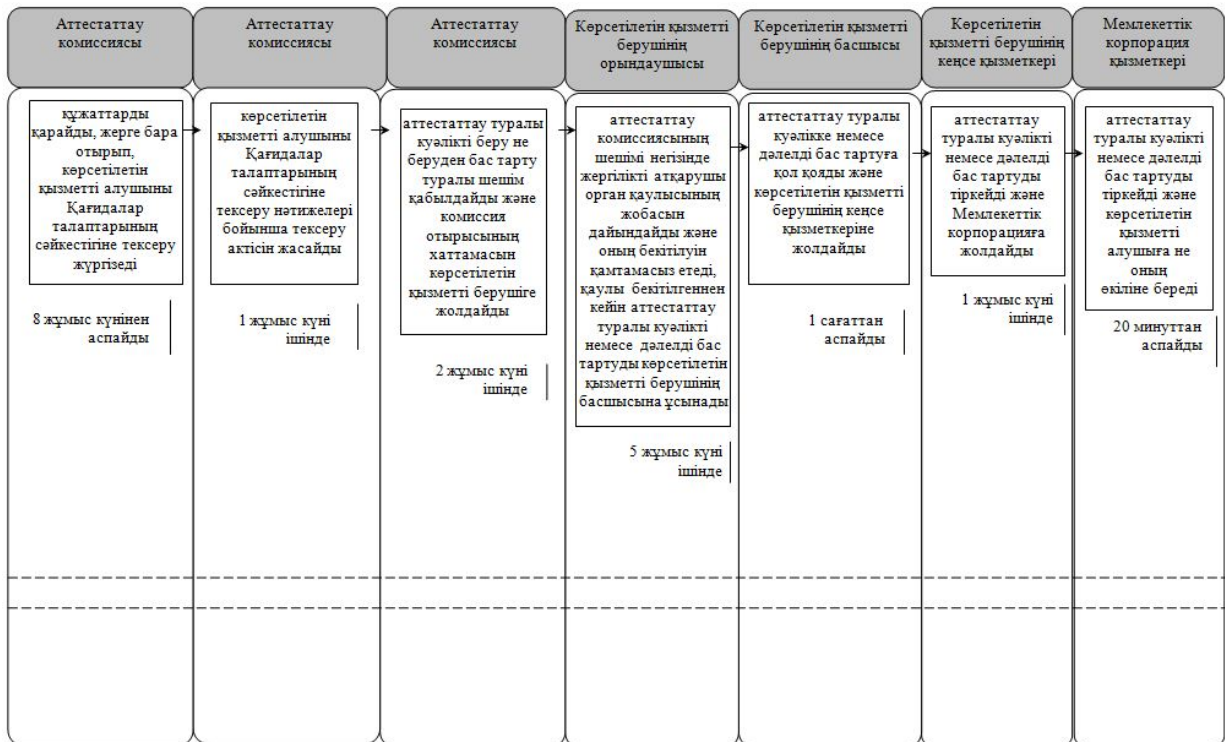 Аттестаттау
комиссиясы
Аттестаттау
комиссиясы
Аттестаттау
комиссиясы
Көрсетілетін қызметті
берушінің
орындаушысы
Көрсетілетін қызметті
берушінің басшысы
Көрсетілетін
қызметті берушінің
кеңсе қызметкері
Мемлекеттік
корпорация
қызметкері
құжаттарды
қарайды, жерге бара
отырып,
көрсетілетін
қызметті алушыны
Қағидалар
талаптарының
сәйкестігіне тексеру
жүргізеді
8 жұмыс күнінен
аспайды
көрсетілетін
қызметті алушыны
Қағидалар
талаптарының
сәйкестігіне
тексеру нәтижелері
бойынша тексеру
актісін жасайды
1 жұмыс күні
ішінде
аттестаттау туралы
куәлікті беру не
беруден бас тарту
туралы шешім
қабылдайды және
комиссия
отырысының
хаттамасын
көрсетілетін
қызметті берушіге
жолдайды
2 жұмыс күні
ішінде
аттестаттау
комиссиясының
шешімі негізінде
жергілікті атқарушы
орган қаулысының
жобасын
дайындайды және
оның бекітілуін
қамтамасыз етеді,
қаулы бекітілгеннен
кейін аттестаттау
туралы куәлікті
немесе дәлелді бас
тартуды көрсетілетін
қызметті берушінің
басшысына ұсынады
5 жұмыс күні
ішінде
аттестаттау туралы
куәлікке немесе
дәлелді бас тартуға
қол қояды және
көрсетілетін қызметті
берушінің кеңсе
қызметкеріне
жолдайды
1 сағаттан
аспайды
аттестаттау
туралы куәлікті
немесе дәлелді
бас тартуды
тіркейді және
Мемлекеттік
корпорацияға
жолдайды
1 жұмыс күні
ішінде
аттестаттау
туралы куәлікті
немесе дәлелді
бас тартуды
тіркейді және
көрсетілетін
қызметті
алушыға не
оның
өкіліне береді
20 минуттан
аспайды